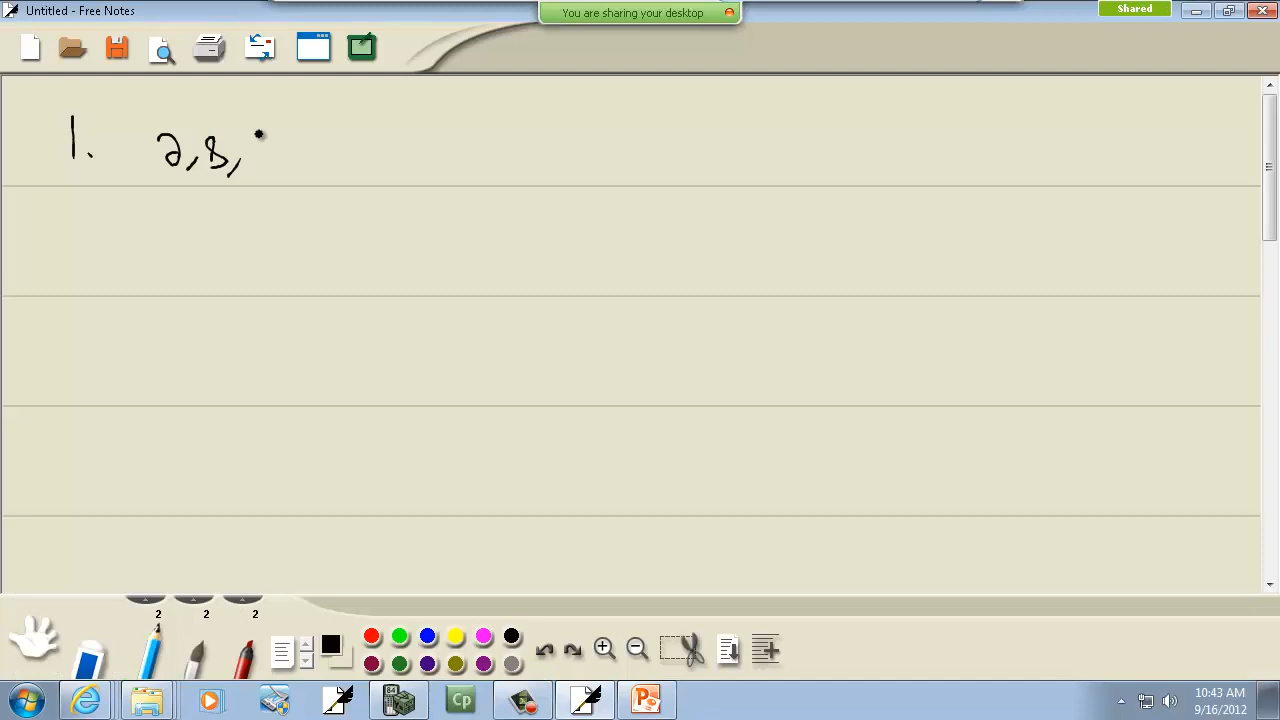 Untitled - Free Notes
You are sharing your desktop
Shared
1. 2,8,
2 2 2
64
Cp
10:43 AM
9/16/2012